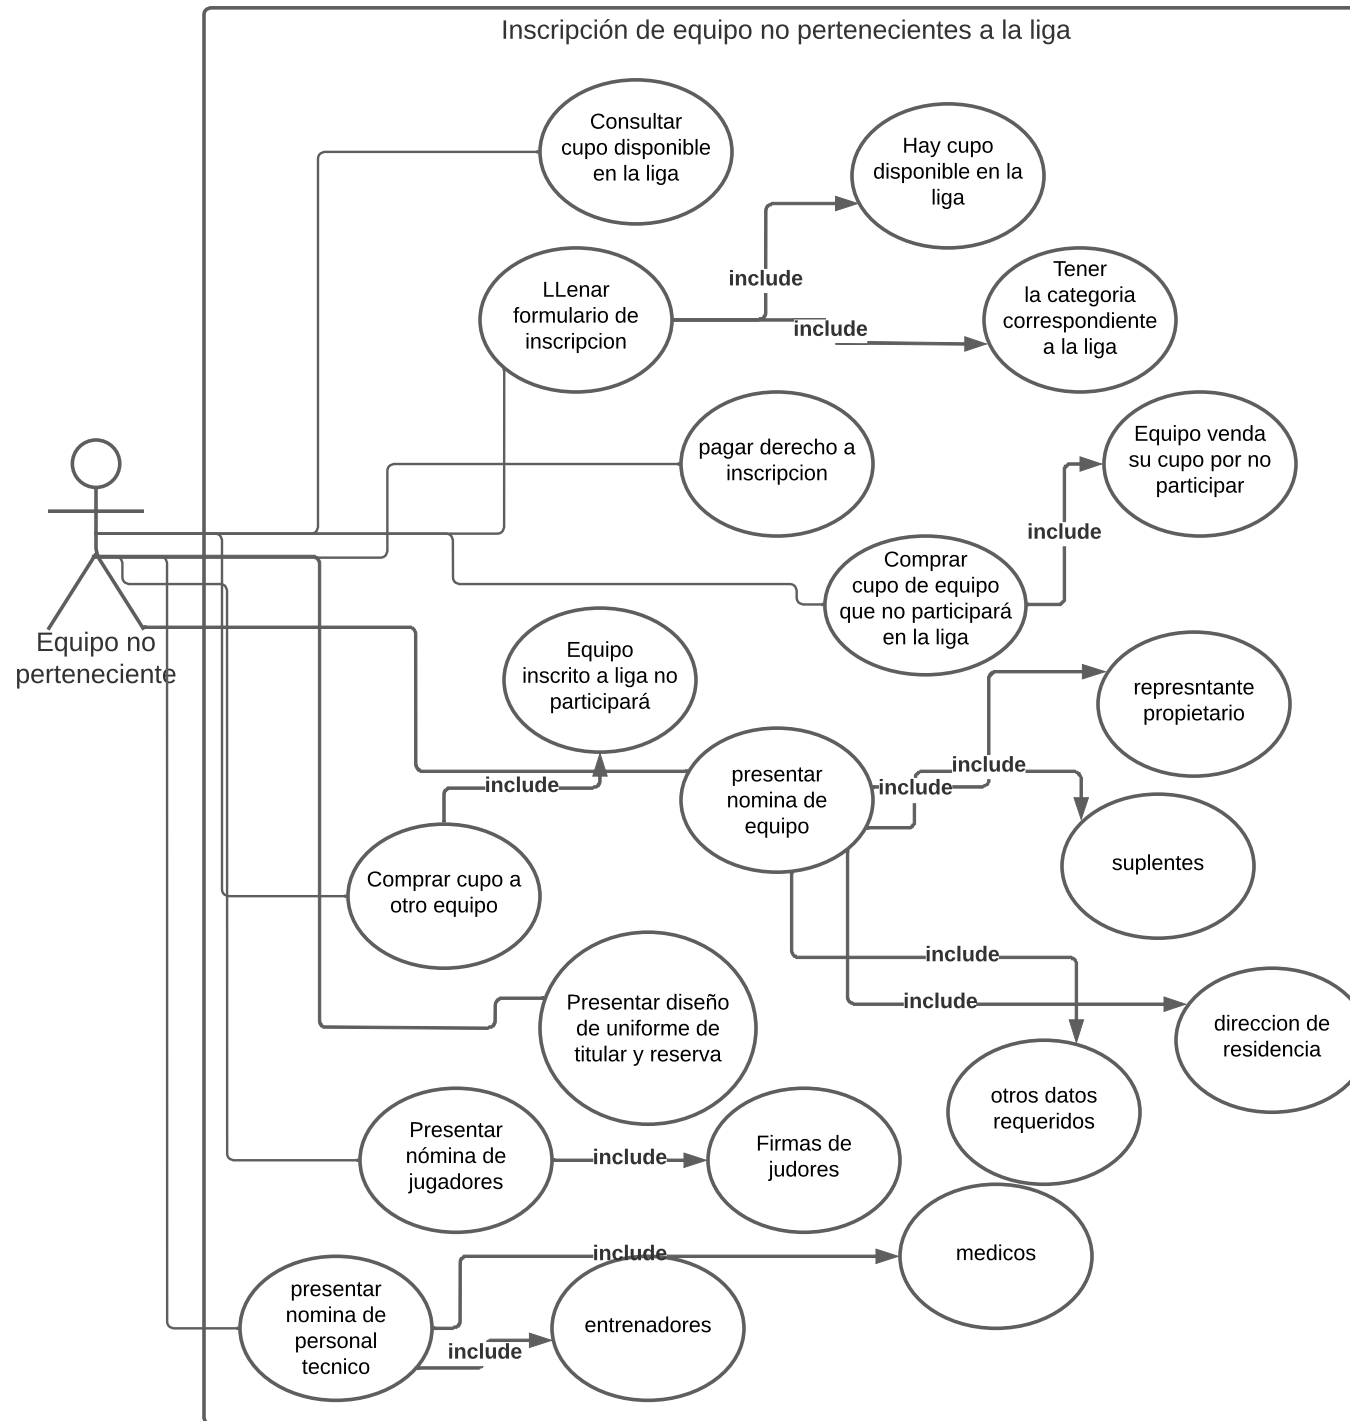 Inscripción de equipo no pertenecientes a la liga
Consultar
cupo disponible
en la liga
Hay cupo
disponible en la
liga
include
LLenar
formulario de
inscripcion
include
Tener
la categoria
correspondiente
a la liga
pagar derecho a
inscripcion
Equipo venda
su cupo por no
participar
include
Comprar
cupo de equipo
que no participará
en la liga
Equipo no
perteneciente
Equipo
inscrito a liga no
participará
represntante
propietario
include
include
include
presentar
nomina de
equipo
suplentes
Comprar cupo a
otro equipo
include
include
Presentar diseño
de uniforme de
titular y reserva
direccion de
residencia
otros datos
requeridos
Presentar
nómina de
jugadores
include
Firmas de
judores
include
medicos
presentar
nomina de
personal
tecnico
include
entrenadores